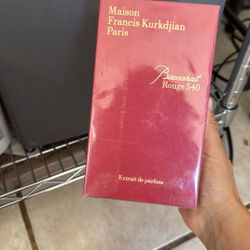 Maison
Francis Kurkdjian
Paris
Baccarat
Rouge 540
Extrait de parfum